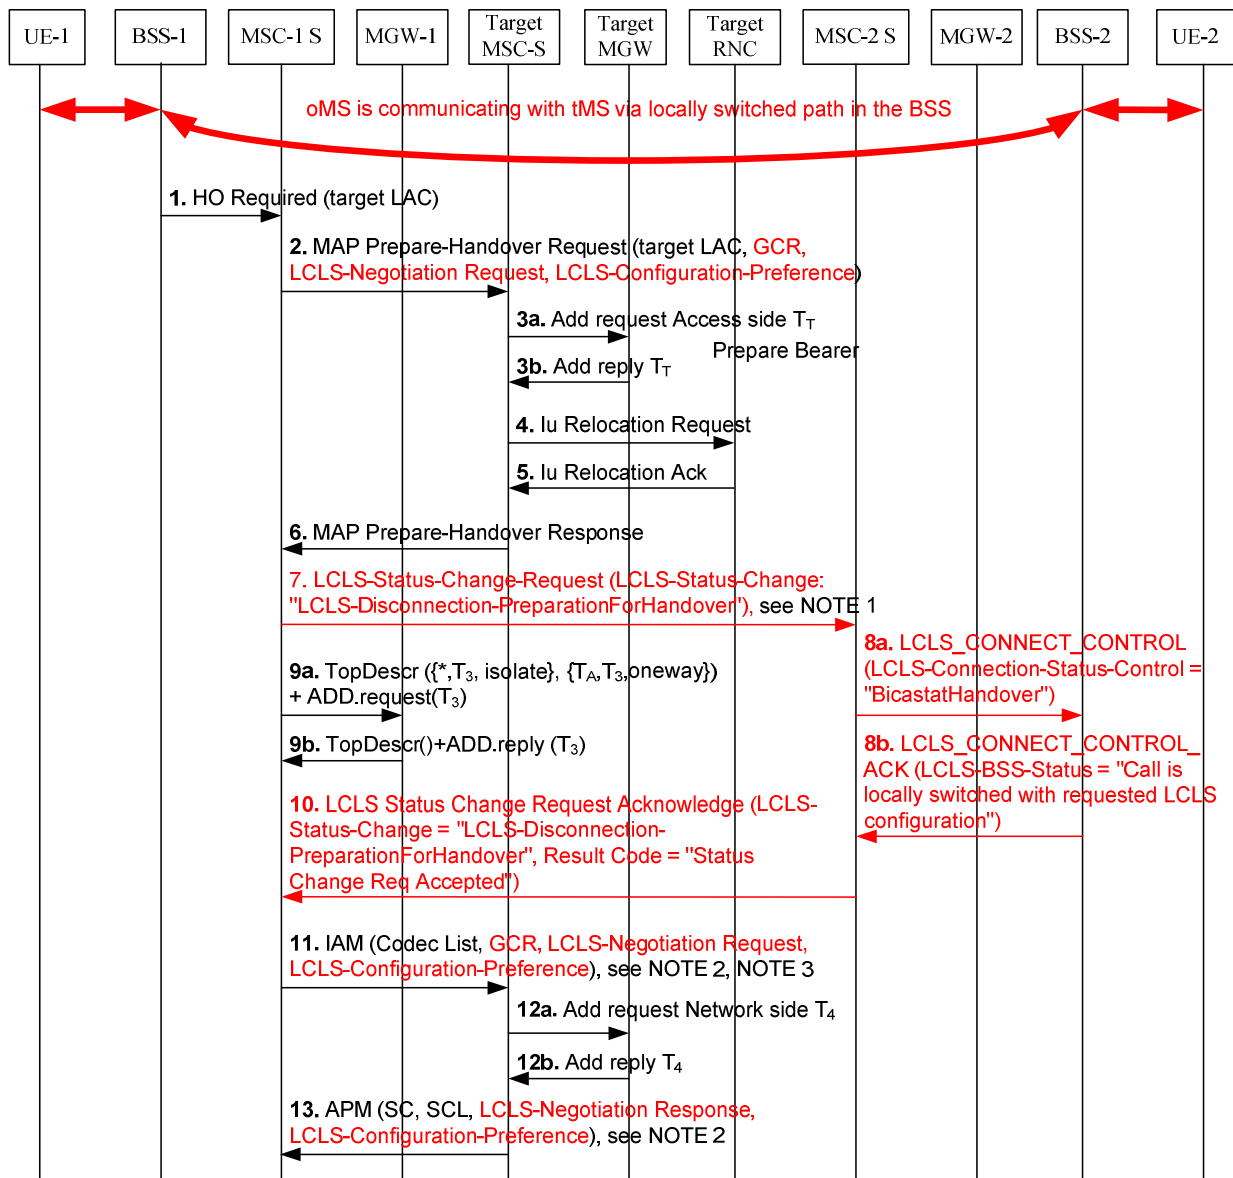 UE-1
BSS-1
MSC-1 S
MGW-1
Target
MSC-S
Target
MGW
Target
RNC
MSC-2 S
MGW-2
BSS-2
UE-2
oMS is communicating with tMS via locally switched path in the BSS
1. HO Required (target LAC)
2. MAP Prepare-Handover Request (target LAC, GCR,
LCLS-Negotiation Request, LCLS-Configuration-Preference)
3a. Add request Access side TT
Prepare Bearer
3b. Add reply TT
4. Iu Relocation Request
5. Iu Relocation Ack
6. MAP Prepare-Handover Response
7. LCLS-Status-Change-Request (LCLS-Status-Change:
"LCLS-Disconnection-PreparationForHandover"), see NOTE 1
8a. LCLS_CONNECT_CONTROL
(LCLS-Connection-Status-Control =
"BicastatHandover")
9a. TopDescr ({*,T3, isolate}, {TA,T3,oneway})
+ ADD.request(T3)
9b. TopDescr()+ADD.reply (T3)
8b. LCLS_CONNECT_CONTROL_
ACK (LCLS-BSS-Status = "Call is
locally switched with requested LCLS
configuration")
10. LCLS Status Change Request Acknowledge (LCLS-
Status-Change = "LCLS-Disconnection-
PreparationForHandover", Result Code = "Status
Change Req Accepted")
11. IAM (Codec List, GCR, LCLS-Negotiation Request,
LCLS-Configuration-Preference), see NOTE 2, NOTE 3
12a. Add request Network side T4
12b. Add reply T4
13. APM (SC, SCL, LCLS-Negotiation Response,
LCLS-Configuration-Preference), see NOTE 2